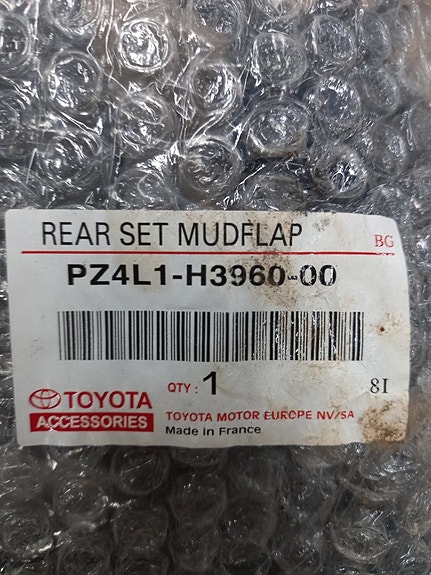 REAR SET MUDFLAP
BG
PZ4L1-H3960-00
QTY : 1
8I
TOYOTA
ACCESSORIES
TOYOTA MOTOR EUROPE NV/SA
Made in France